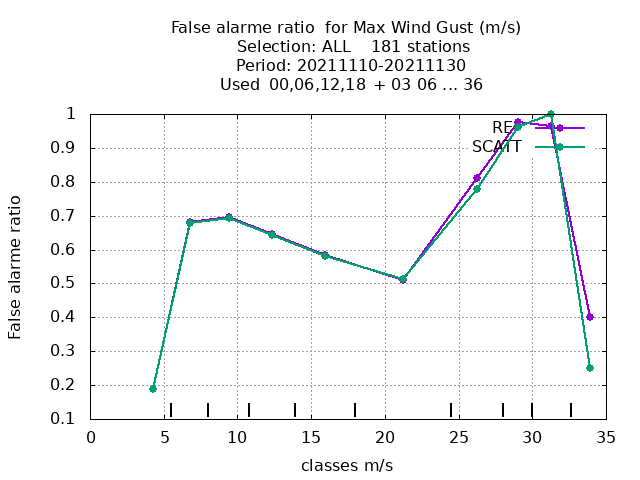 False alarme ratio  for Max Wind Gust (m/s)
Selection: ALL    181 stations
Period: 20211110-20211130
Used  00,06,12,18  + 03 06 ... 36
1
0.9
0.8
0.7
0.6
0.5
0.4
0.3
0.2
0.1
SCATT
False alarme ratio
0 5 10 15 20 25 30 35
classes m/s